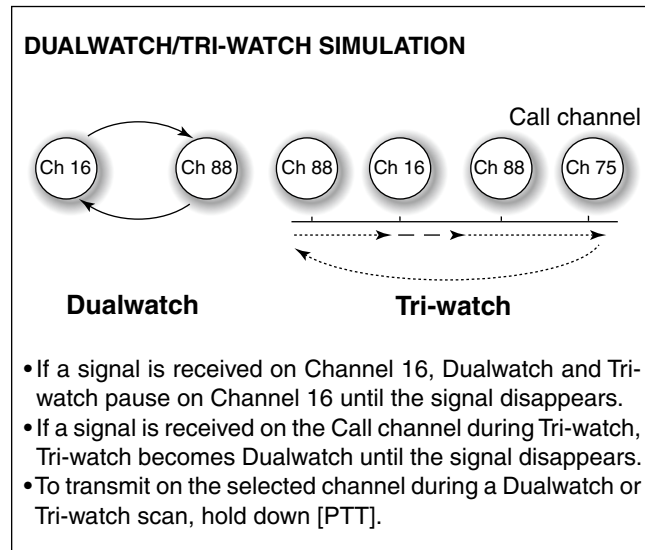 DUALWATCH/TRI-WATCH SIMULATION
Call channel
Ch 16
Ch 88
Ch 88
Ch 16
Ch 88
Ch 75
Dualwatch
Tri-watch
• If a signal is received on Channel 16, Dualwatch and Tri-
watch pause on Channel 16 until the signal disappears.
• If a signal is received on the Call channel during Tri-watch,
Tri-watch becomes Dualwatch until the signal disappears.
• To transmit on the selected channel during a Dualwatch or
Tri-watch scan, hold down [PTT].